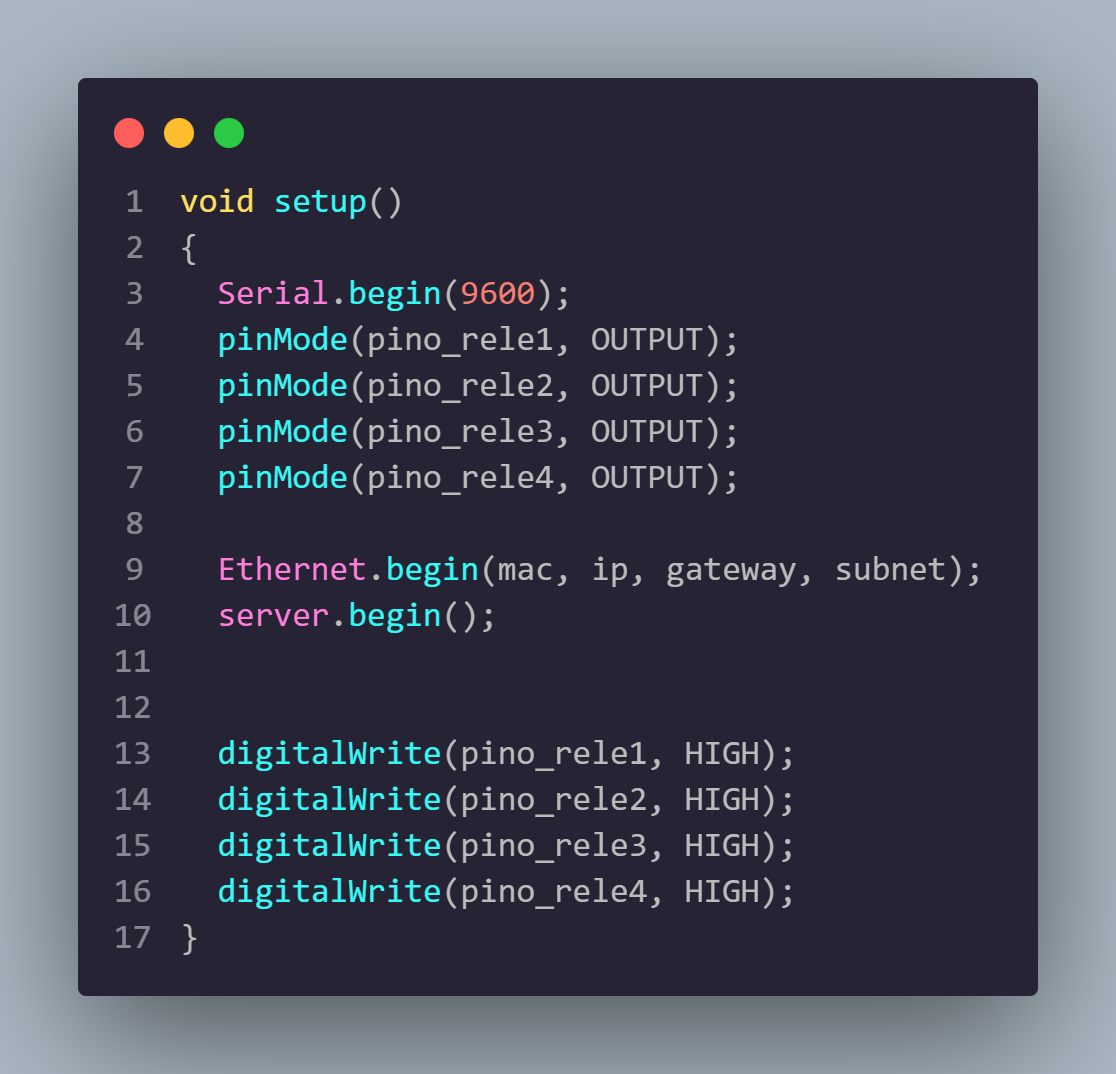 1 void setup()
2 {
3   Serial.begin(9600);
4   pinMode(pino_rele1, OUTPUT);
5   pinMode(pino_rele2, OUTPUT);
6   pinMode(pino_rele3, OUTPUT);
7   pinMode(pino_rele4, OUTPUT);
8
9   Ethernet.begin(mac, ip, gateway, subnet);
10   server.begin();
11
12
13   digitalWrite(pino_rele1, HIGH);
14   digitalWrite(pino_rele2, HIGH);
15   digitalWrite(pino_rele3, HIGH);
16   digitalWrite(pino_rele4, HIGH);
17 }